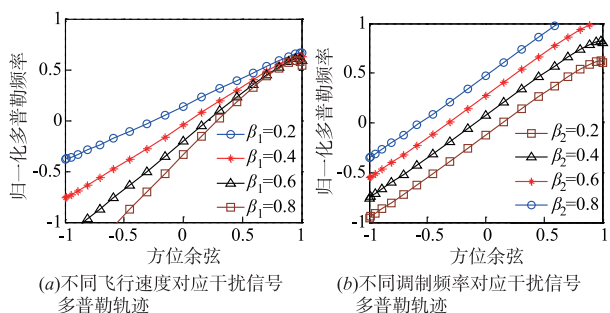 归一化多普勒频率
1
0.5
0
-0.5
-1
-1
-0.5
0
0.5
1
β₁=0.2
β₁=0.4
β₁=0.6
β₁=0.8
方位余弦
(a)不同飞行速度对应干扰信号
多普勒轨迹
归一化多普勒频率
1
0.5
0
-0.5
-1
-1
-0.5
0
0.5
1
β₂=0.2
β₂=0.4
β₂=0.6
β₂=0.8
方位余弦
(b)不同调制频率对应干扰信号
多普勒轨迹